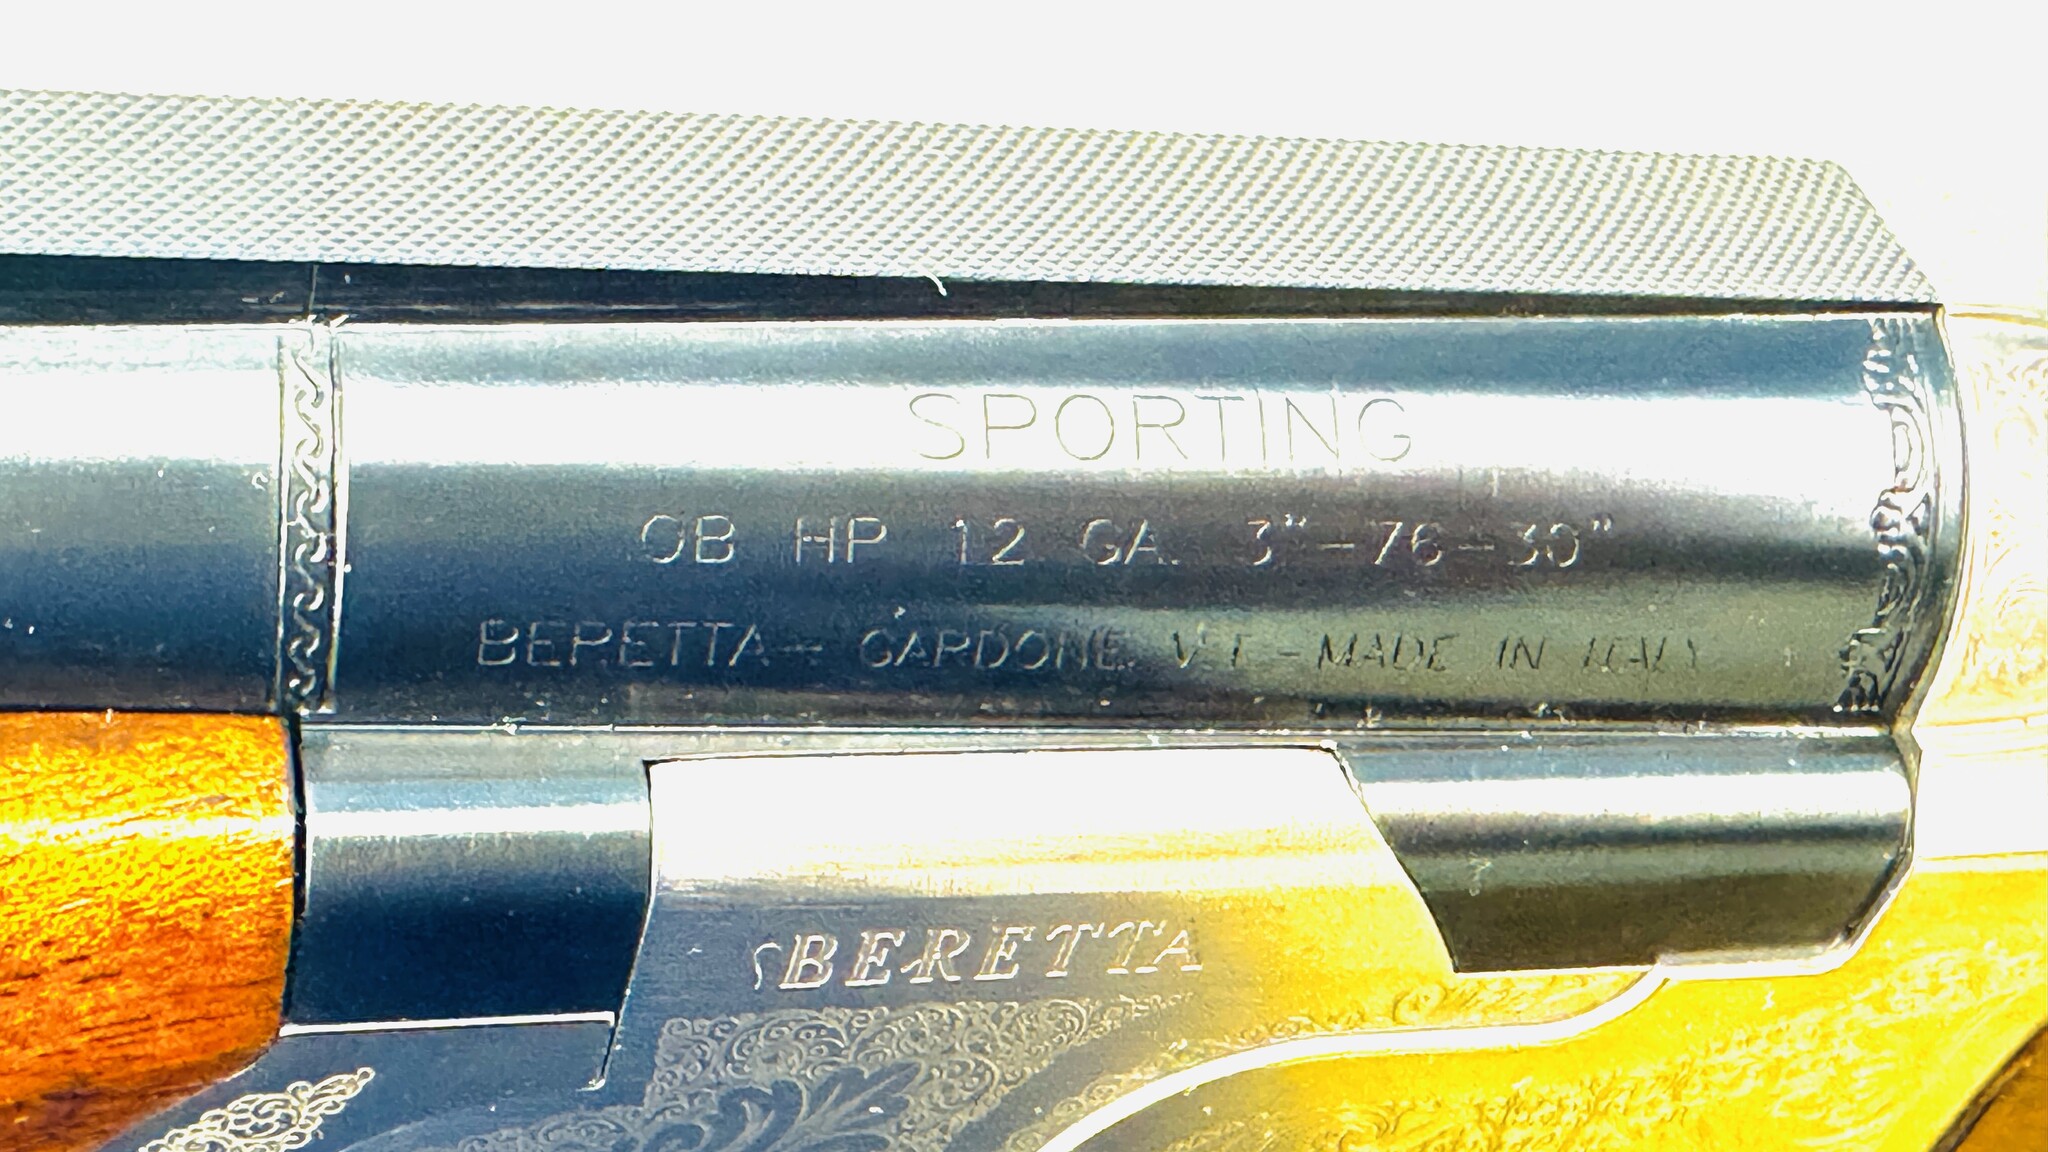 SPORTING
OB HP 12 GA. 3"-76-30"
BERETTA - GARDONE V.T. - MADE IN ITALY
BERETTA